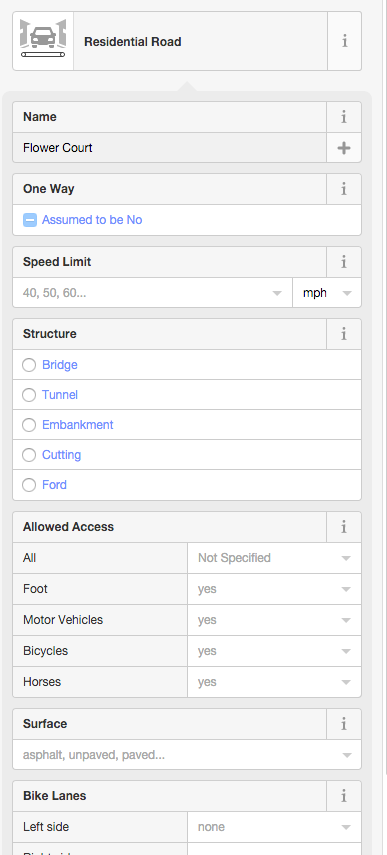 Residential Road
i
Name
i
Flower Court
One Way
i
Assumed to be No
Speed Limit
i
40, 50, 60...
mph
Structure
i
Bridge
Tunnel
Embankment
Cutting
Ford
Allowed Access
i
All
Not Specified
Foot
yes
Motor Vehicles
yes
Bicycles
yes
Horses
yes
Surface
i
asphalt, unpaved, paved...
Bike Lanes
i
Left side
none